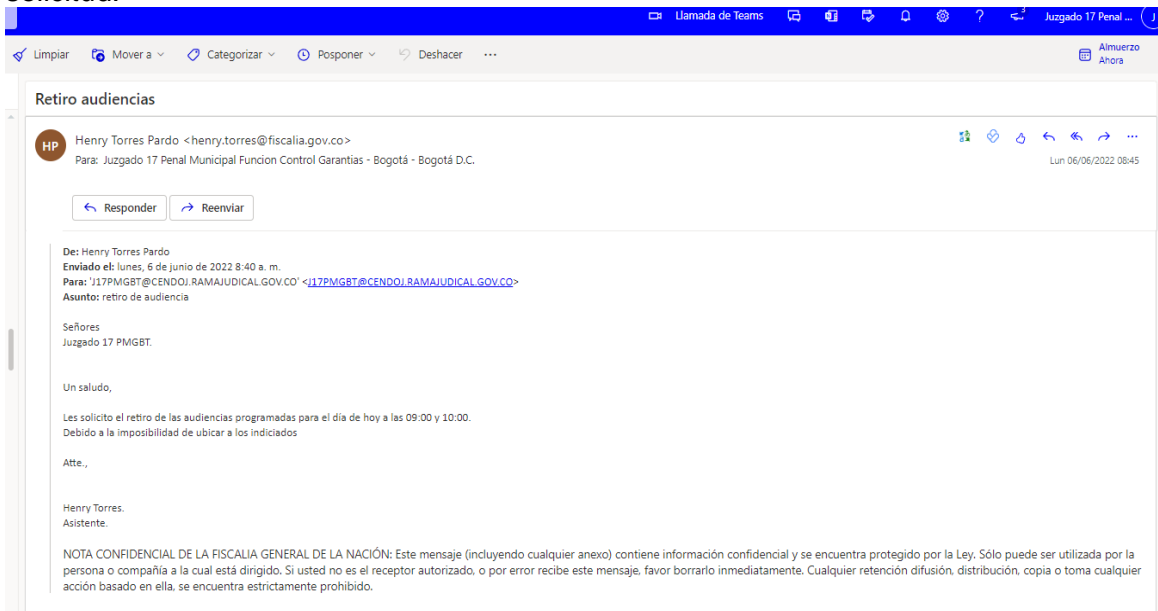 Llamada de Teams
3
Juzgado 17 Penal ...
J
Limpiar
Mover a
Categorizar
Posponer
Deshacer
...
Almuerzo
Ahora
Retiro audiencias
HP
Henry Torres Pardo <henry.torres@fiscalia.gov.co>
Para: Juzgado 17 Penal Municipal Funcion Control Garantias - Bogotá - Bogotá D.C.
Lun 06/06/2022 08:45
Responder
Reenviar
De: Henry Torres Pardo
Enviado el: lunes, 6 de junio de 2022 8:40 a. m.
Para: 'J17PMGBT@CENDOJ.RAMAJUDICAL.GOV.CO' <J17PMGBT@CENDOJ.RAMAJUDICAL.GOV.CO>
Asunto: retiro de audiencia
Señores
Juzgado 17 PMGBT.
Un saludo,
Les solicito el retiro de las audiencias programadas para el día de hoy a las 09:00 y 10:00.
Debido a la imposibilidad de ubicar a los indiciados
Atte.,
Henry Torres.
Asistente.
NOTA CONFIDENCIAL DE LA FISCALIA GENERAL DE LA NACIÓN: Este mensaje (incluyendo cualquier anexo) contiene información confidencial y se encuentra protegido por la Ley. Sólo puede ser utilizada por la
persona o compañía a la cual está dirigido. Si usted no es el receptor autorizado, o por error recibe este mensaje, favor borrarlo inmediatamente. Cualquier retención difusión, distribución, copia o toma cualquier
acción basado en ella, se encuentra estrictamente prohibido.